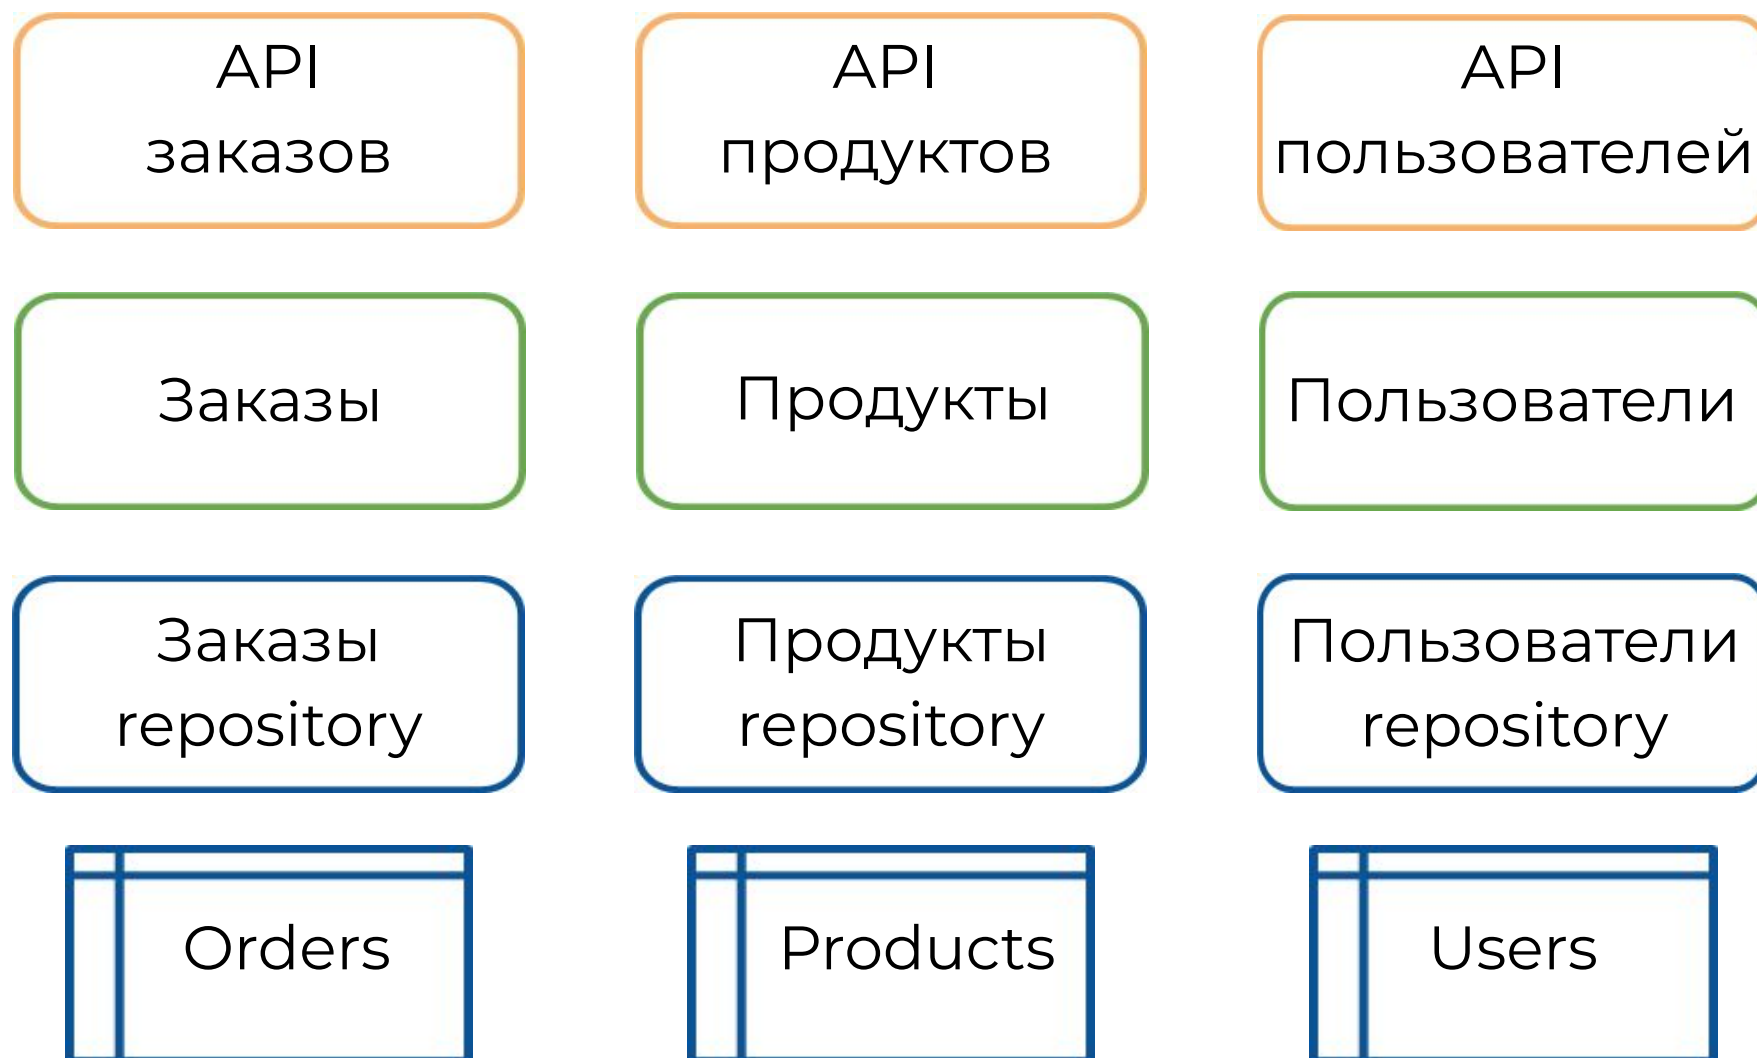 API
заказов
API
продуктов
API
пользователей
Заказы
Продукты
Пользователи
Заказы
repository
Продукты
repository
Пользователи
repository
Orders
Products
Users